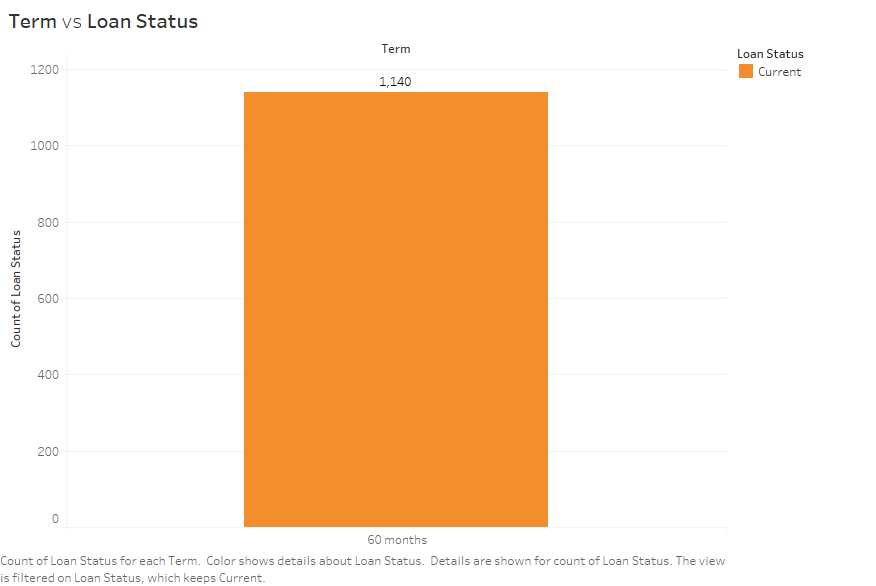 Term vs Loan Status
Term
Loan Status
Current
1200
1,140
1000
800
600
400
200
0
Count of Loan Status
60 months
Count of Loan Status for each Term.  Color shows details about Loan Status.  Details are shown for count of Loan Status. The view
is filtered on Loan Status, which keeps Current.